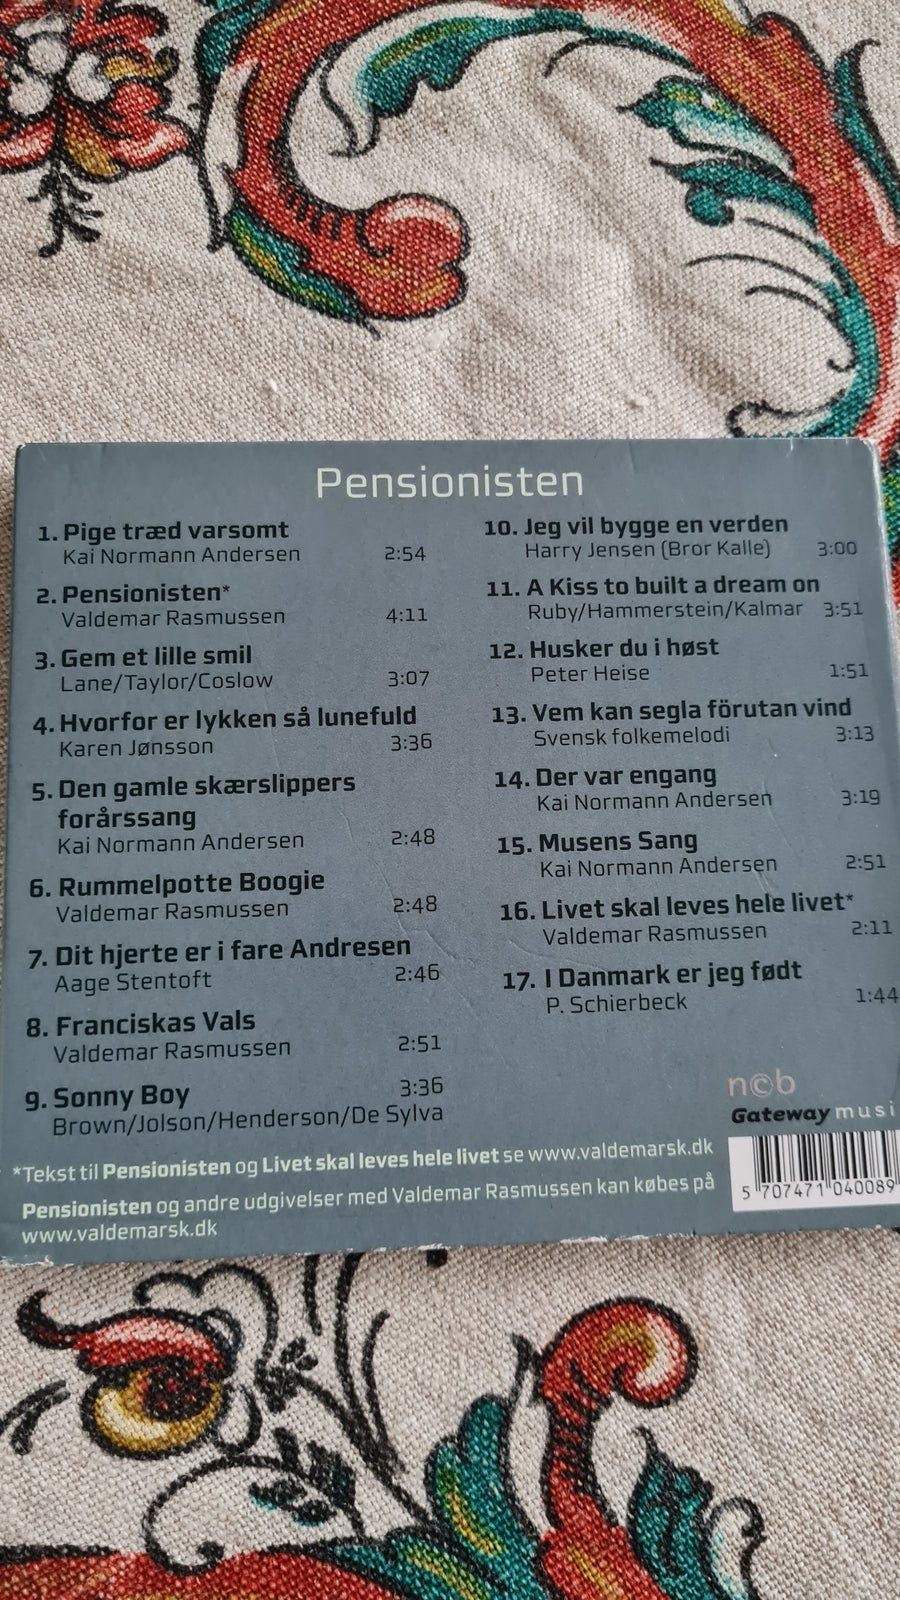 Pensionisten
1. Pige træd varsomt
Kai Normann Andersen 2:54
2. Pensionisten*
Valdemar Rasmussen 4:11
3. Gem et lille smil
Lane/Taylor/Coslow 3:07
4. Hvorfor er lykken så lunefuld
Karen Jønsson 3:36
5. Den gamle skærslippers
forårssang
Kai Normann Andersen 2:48
6. Rummelpotte Boogie
Valdemar Rasmussen 2:48
7. Dit hjerte er i fare Andresen
Aage Stentoft 2:46
8. Franciskas Vals
Valdemar Rasmussen 2:51
9. Sonny Boy 3:36
Brown/Jolson/Henderson/De Sylva
10. Jeg vil bygge en verden
Harry Jensen (Bror Kalle) 3:00
11. A Kiss to built a dream on
Ruby/Hammerstein/Kalmar 3:51
12. Husker du i høst
Peter Heise 1:51
13. Vem kan segla förutan vind
Svensk folkemelodi 3:13
14. Der var engang
Kai Normann Andersen 3:19
15. Musens Sang
Kai Normann Andersen 2:51
16. Livet skal leves hele livet*
Valdemar Rasmussen 2:11
17. I Danmark er jeg født
P. Schierbeck 1:44
n©b
Gateway musi
5 707471 040089
*Tekst til Pensionisten og Livet skal leves hele livet se www.valdemarsk.dk
Pensionisten og andre udgivelser med Valdemar Rasmussen kan købes på
www.valdemarsk.dk